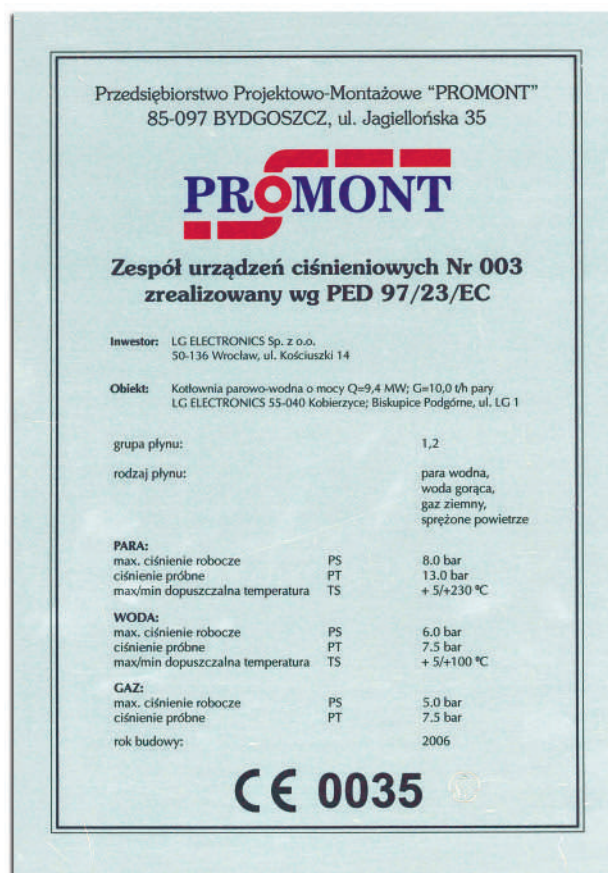 Przedsiębiorstwo Projektowo-Montażowe “PROMONT”
85-097 BYDGOSZCZ, ul. Jagiellońska 35
PROMONT
Zespół urządzeń ciśnieniowych Nr 003
zrealizowany wg PED 97/23/EC
Inwestor: LG ELECTRONICS Sp. z o.o.
50-136 Wrocław, ul. Kościuszki 14
Obiekt: Kotłownia parowo-wodna o mocy Q=9,4 MW; G=10,0 t/h pary
LG ELECTRONICS 55-040 Kobierzyce; Biskupice Podgórne, ul. LG 1
grupa płynu: 1,2
rodzaj płynu: para wodna,
woda gorąca,
gaz ziemny,
sprężone powietrze
PARA:
max. ciśnienie robocze PS 8.0 bar
ciśnienie próbne PT 13.0 bar
max/min dopuszczalna temperatura TS + 5/+230 ºC
WODA:
max. ciśnienie robocze PS 6.0 bar
ciśnienie próbne PT 7.5 bar
max/min dopuszczalna temperatura TS + 5/+100 ºC
GAZ:
max. ciśnienie robocze PS 5.0 bar
ciśnienie próbne PT 7.5 bar
rok budowy: 2006
CE 0035